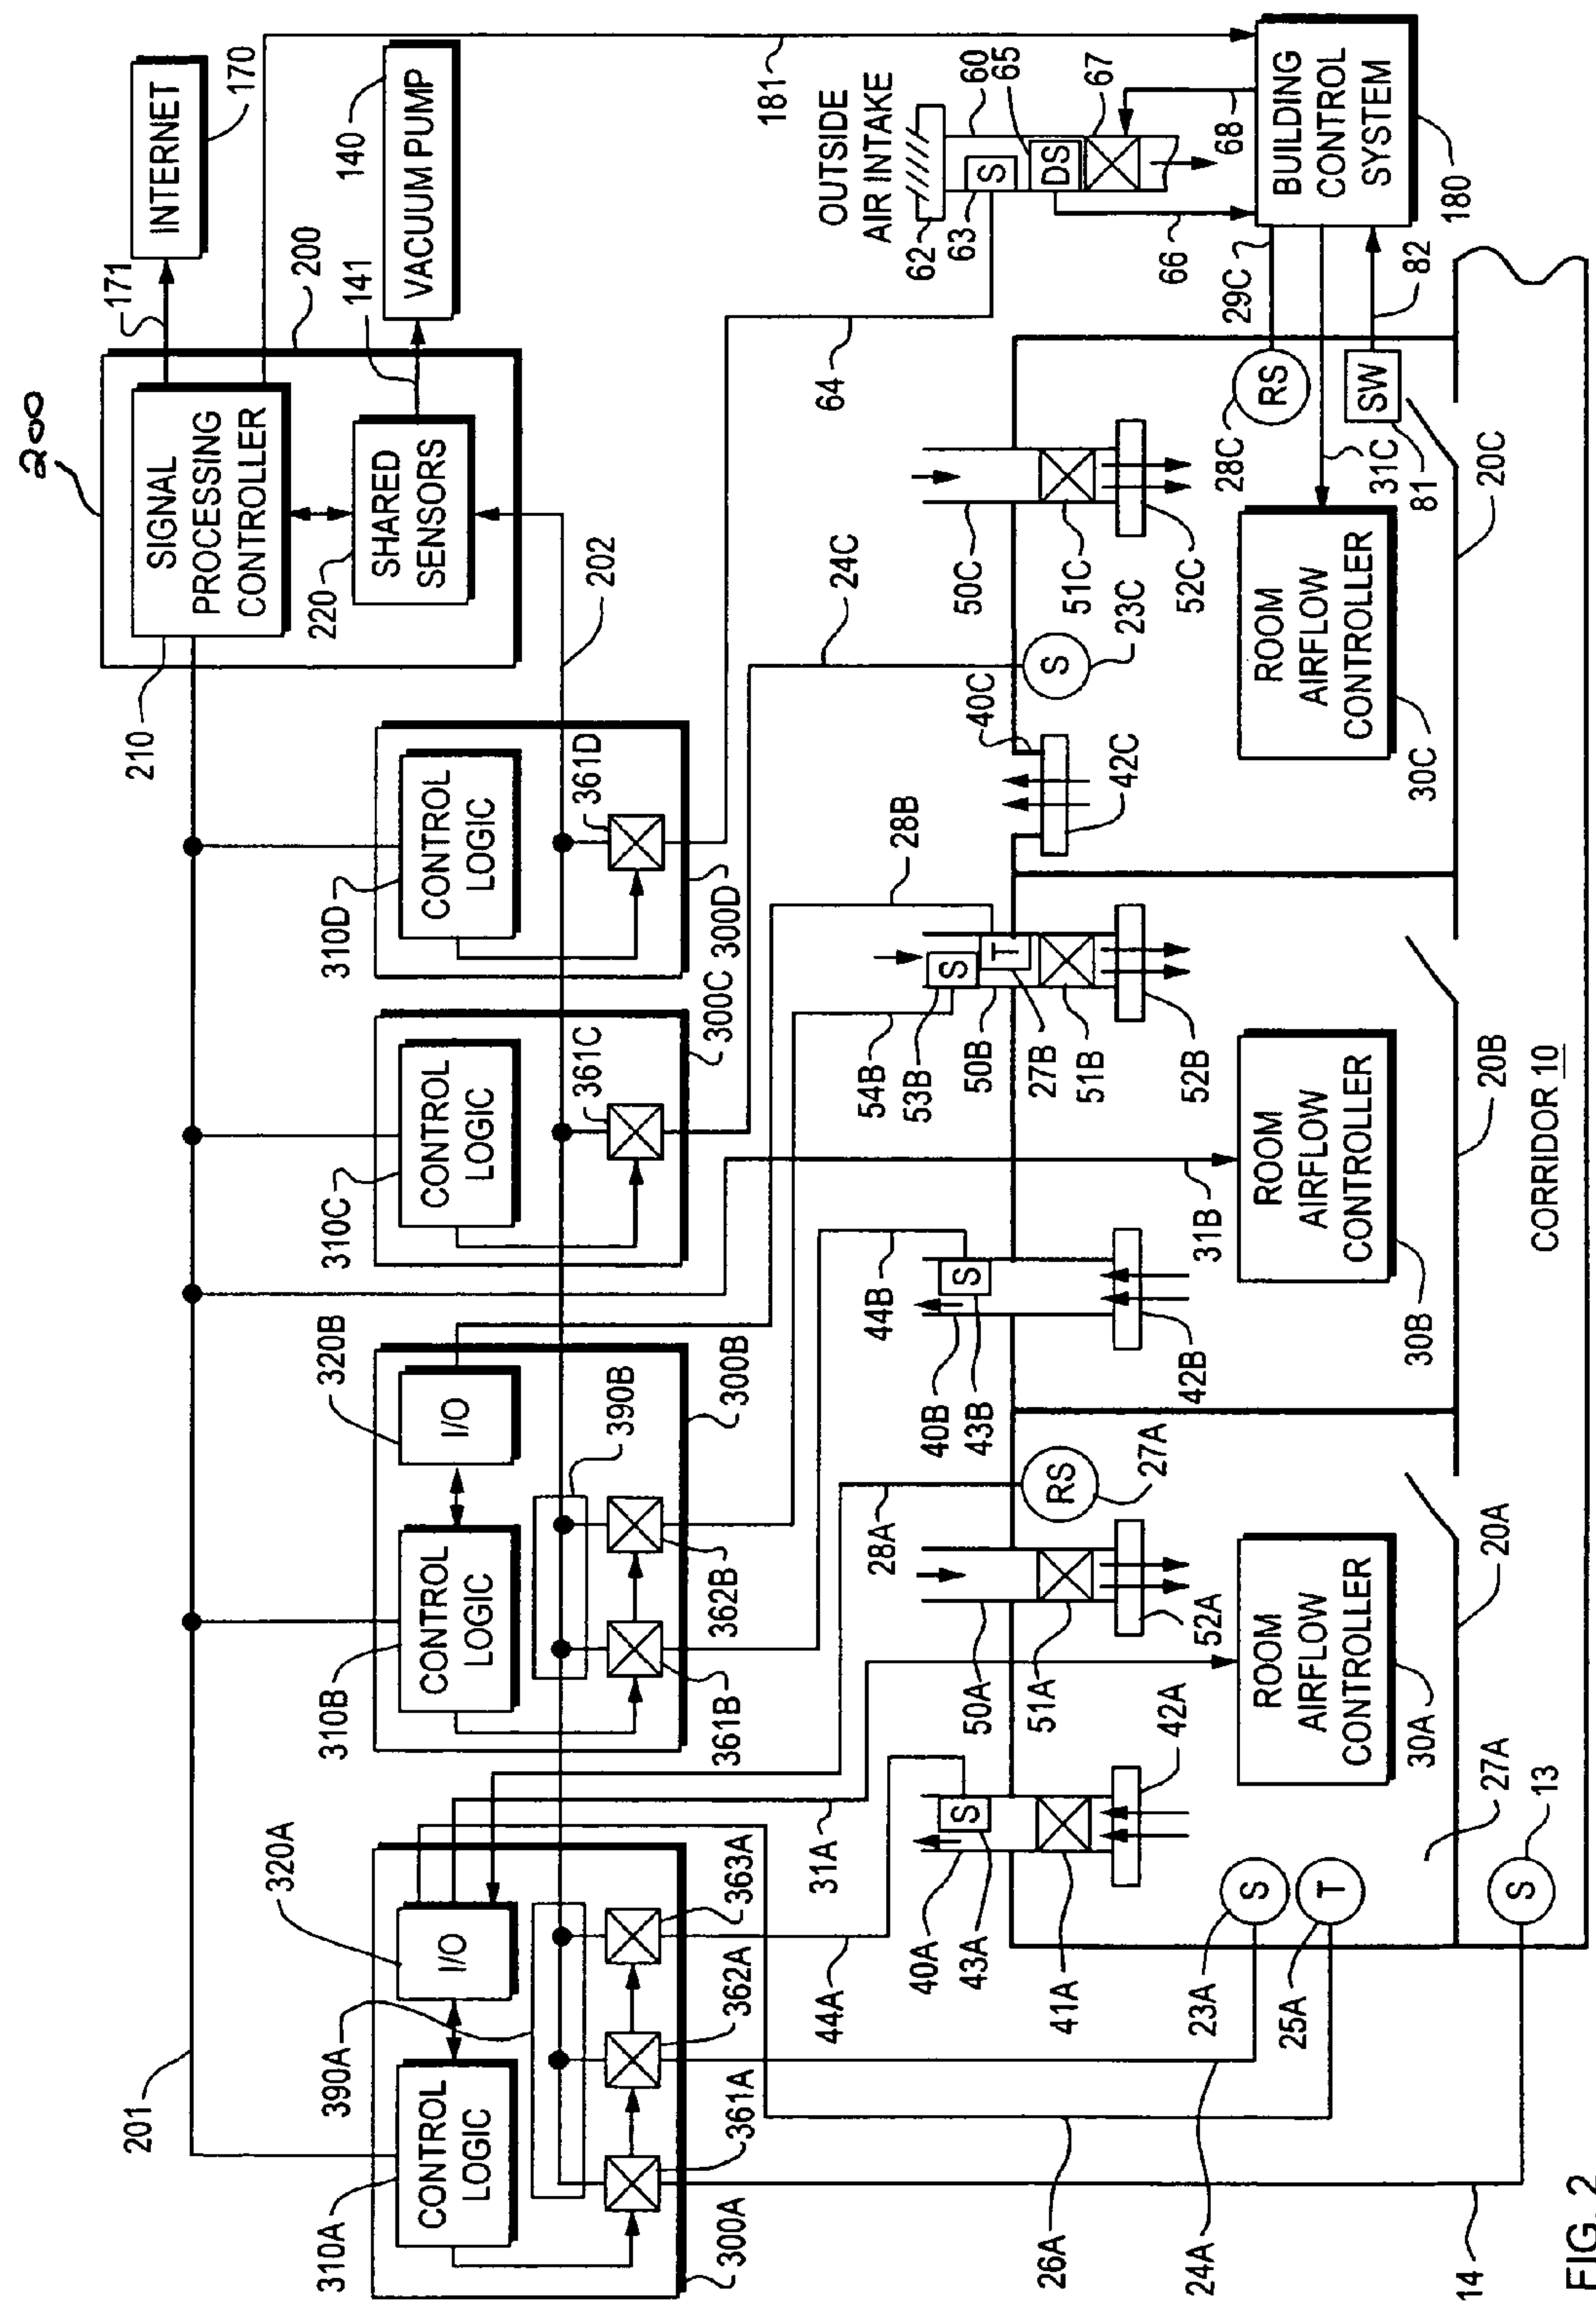 200
INTERNET
170
171
VACUUM PUMP
140
141
200
SIGNAL
PROCESSING
CONTROLLER
210
SHARED
SENSORS
220
181
201
202
CONTROL
LOGIC
310A
I/O
320A
390A
361A
362A
363A
300A
CONTROL
LOGIC
310B
I/O
320B
390B
361B
362B
300B
CONTROL
LOGIC
310C
361C
300C
CONTROL
LOGIC
310D
361D
300D
31A
44A
28A
44B
54B
28B
24C
64
OUTSIDE
AIR INTAKE
62
63
S
60
65
DS
67
66
68
BUILDING
CONTROL
SYSTEM
180
29C
82
40A
S
43A
41A
42A
50A
51A
52A
RS
27A
40B
S
43B
42B
31B
S
53B
50B
T
27B
51B
52B
40C
42C
S
23C
50C
51C
52C
RS
28C
31C
SW
81
S
23A
T
25A
ROOM
AIRFLOW
CONTROLLER
30A
27A
20A
ROOM
AIRFLOW
CONTROLLER
30B
20B
ROOM
AIRFLOW
CONTROLLER
30C
20C
26A
24A
14
S
13
CORRIDOR 10
FIG. 2